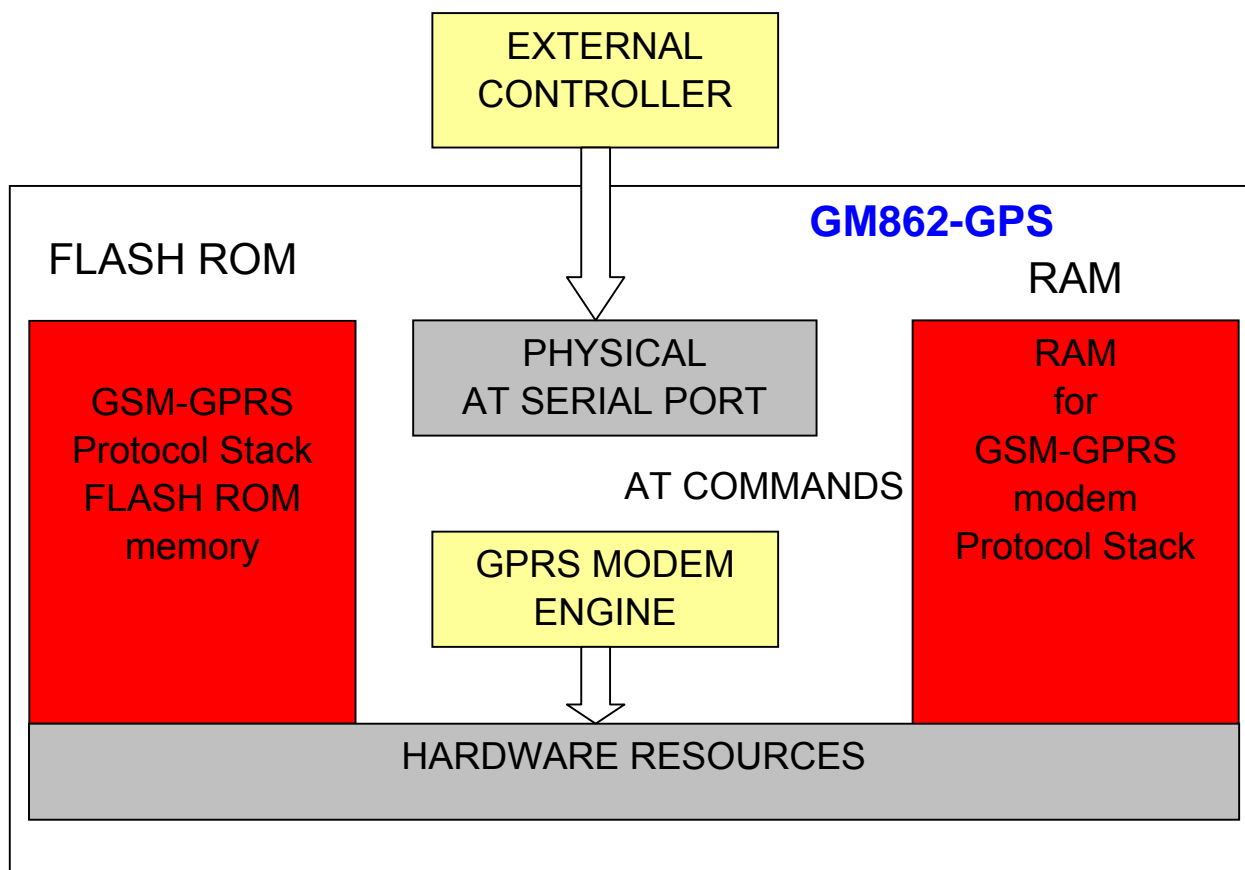 EXTERNAL
CONTROLLER
GM862-GPS
FLASH ROM
RAM
GSM-GPRS
Protocol Stack
FLASH ROM
memory
PHYSICAL
AT SERIAL PORT
AT COMMANDS
GPRS MODEM
ENGINE
RAM
for
GSM-GPRS
modem
Protocol Stack
HARDWARE RESOURCES